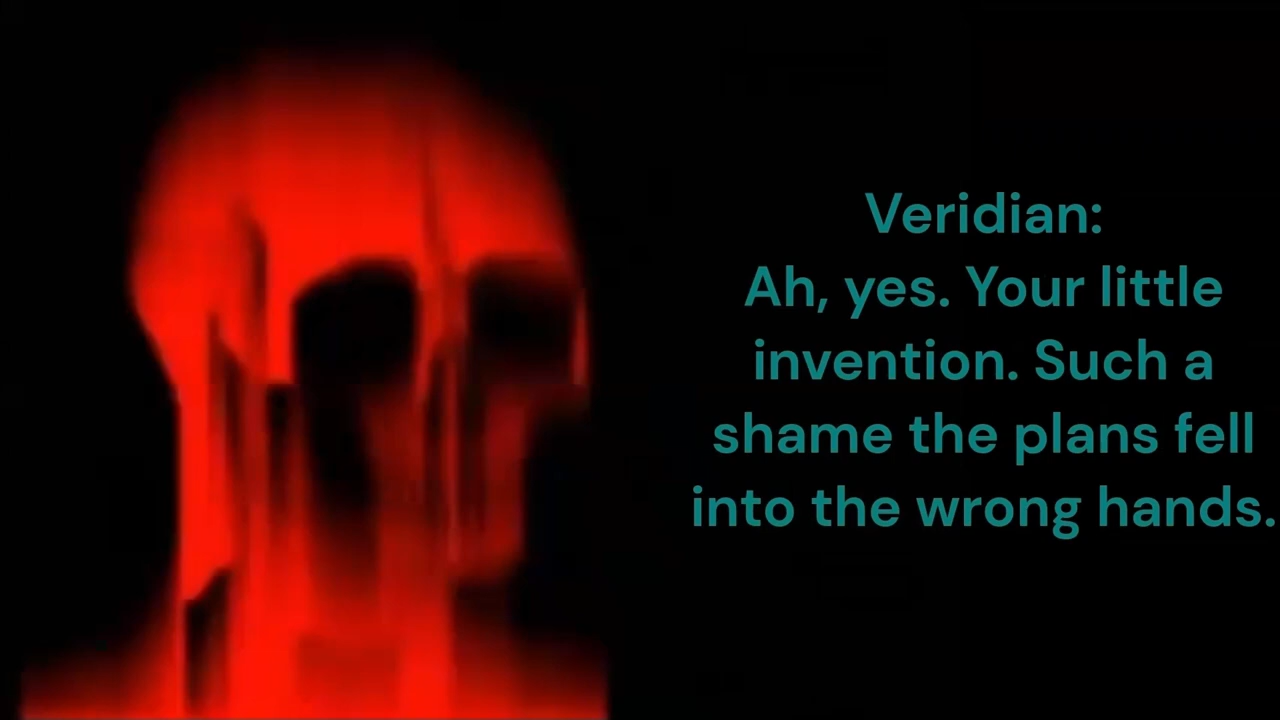 Veridian:
Ah, yes. Your little
invention. Such a
shame the plans fell
into the wrong hands.